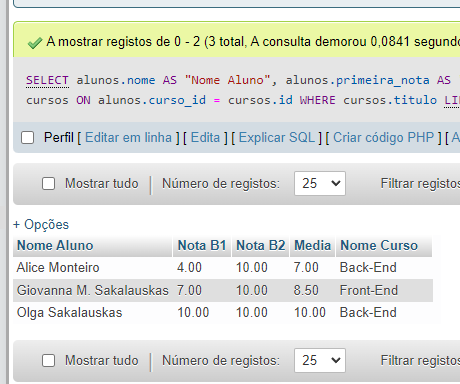 A mostrar registos de 0 - 2 (3 total, A consulta demorou 0,0841 segundo
SELECT alunos.nome AS "Nome Aluno", alunos.primeira_nota AS
cursos ON alunos.curso_id = cursos.id WHERE cursos.titulo LI
Perfil [ Editar em linha ] [ Edita ] [ Explicar SQL ] [ Criar código PHP ] [ A
Mostrar tudo Número de registos: 25 Filtrar registos
+ Opções
Nome Aluno Nota B1 Nota B2 Media Nome Curso
Alice Monteiro 4.00 10.00 7.00 Back-End
Giovanna M. Sakalauskas 7.00 10.00 8.50 Front-End
Olga Sakalauskas 10.00 10.00 10.00 Back-End
Mostrar tudo Número de registos: 25 Filtrar registos